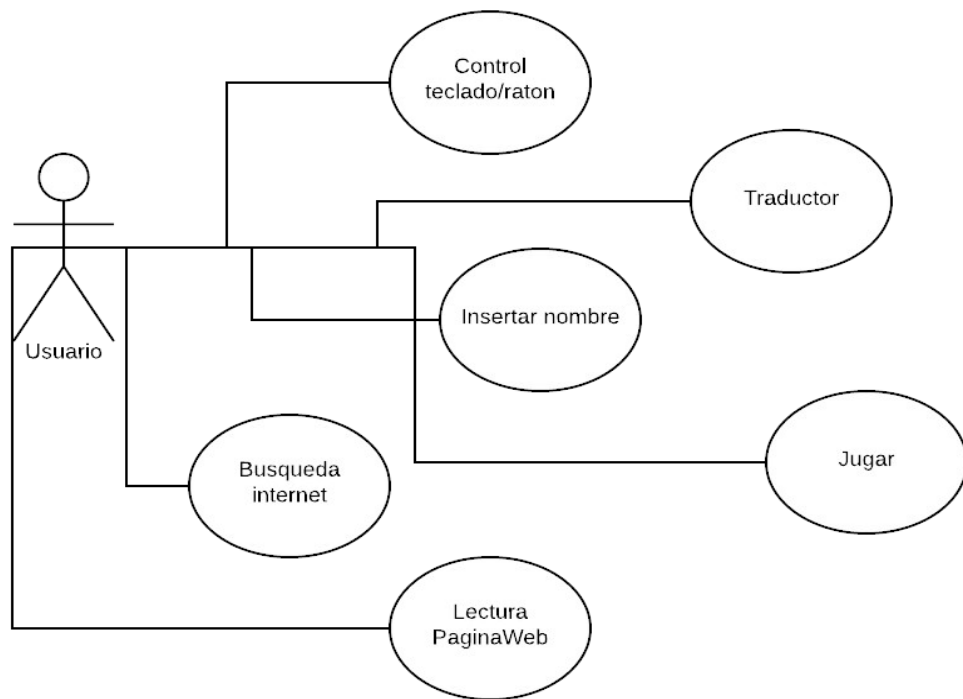 Control
teclado/raton
Traductor
Insertar nombre
Usuario
Jugar
Busqueda
internet
Lectura
PaginaWeb